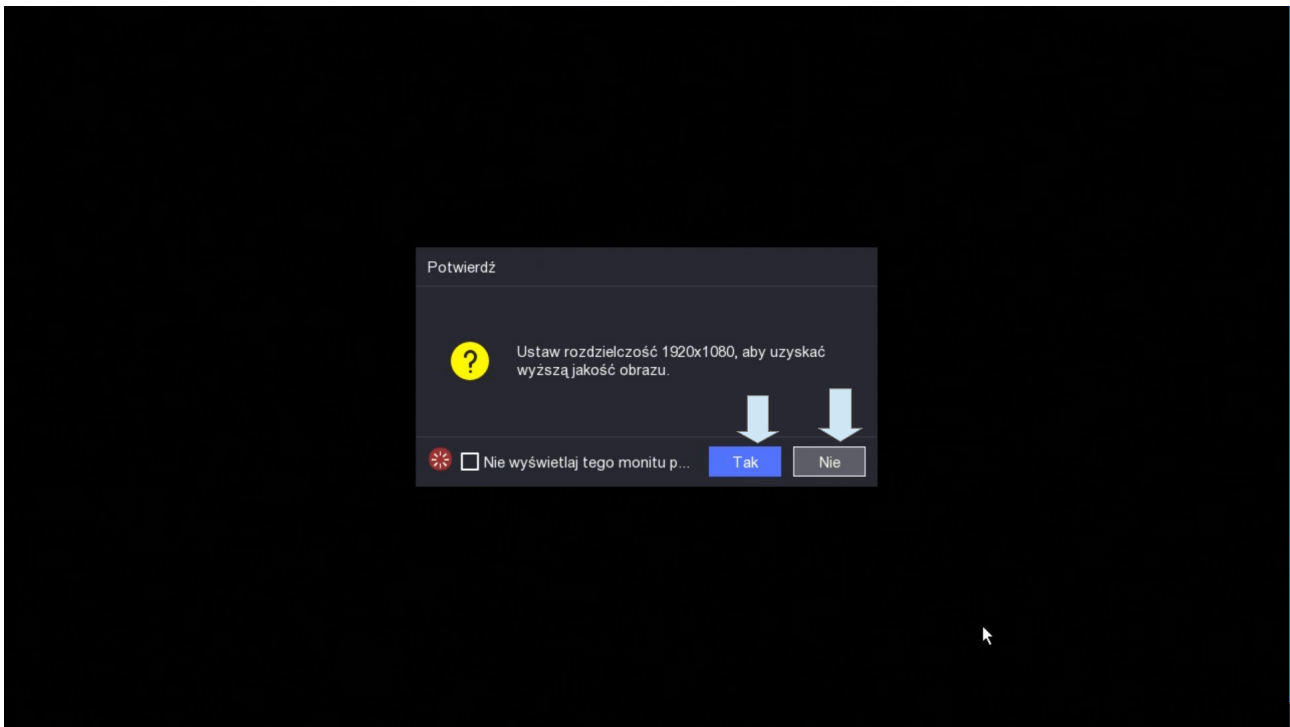 Potwierdź
Ustaw rozdzielczość 1920x1080, aby uzyskać
wyższą jakość obrazu.
Nie wyświetlaj tego monitu p...
Tak
Nie